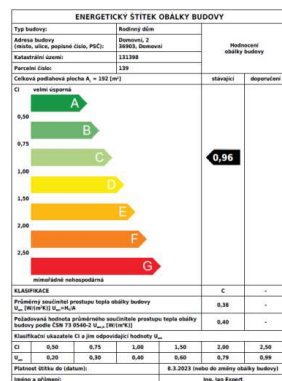 ENERGETICKÝ ŠTÍTEK OBÁLKY BUDOVY
Typ budovy: Rodinný dům
Adresa budovy
(místo, ulice, popisné číslo, PSČ):
Domovní, 2
36903, Domovní
Hodnocení
obálky budovy
Katastrální území: 131398
Parcelní číslo: 139
Celková podlahová plocha A = 192 [m²] stávající doporučení
CI velmi úsporná
A
0,50
B
0,75
C 0,96
1,00
D
1,50
E
2,00
F
2,50
G
mimořádně nehospodárná
KLASIFIKACE C -
Průměrný součinitel prostupu tepla obálky budovy
Uem [W/(m²K)] Uem=HT/A
0,38 -
Požadovaná hodnota průměrného součinitele prostupu tepla obálky
budovy podle ČSN 73 0540-2 Uem,N [W/(m²K)]
0,40 -
Klasifikační ukazatele CI a jim odpovídající hodnoty Uem
CI 0,50 0,75 1,00 1,50 2,00 2,50
Uem 0,20 0,30 0,40 0,60 0,79 0,99
Platnost štítku do (datum): 8.3.2023 (nebo do změny obálky budovy)
Jméno a příjmení: Ing. Jan Expert